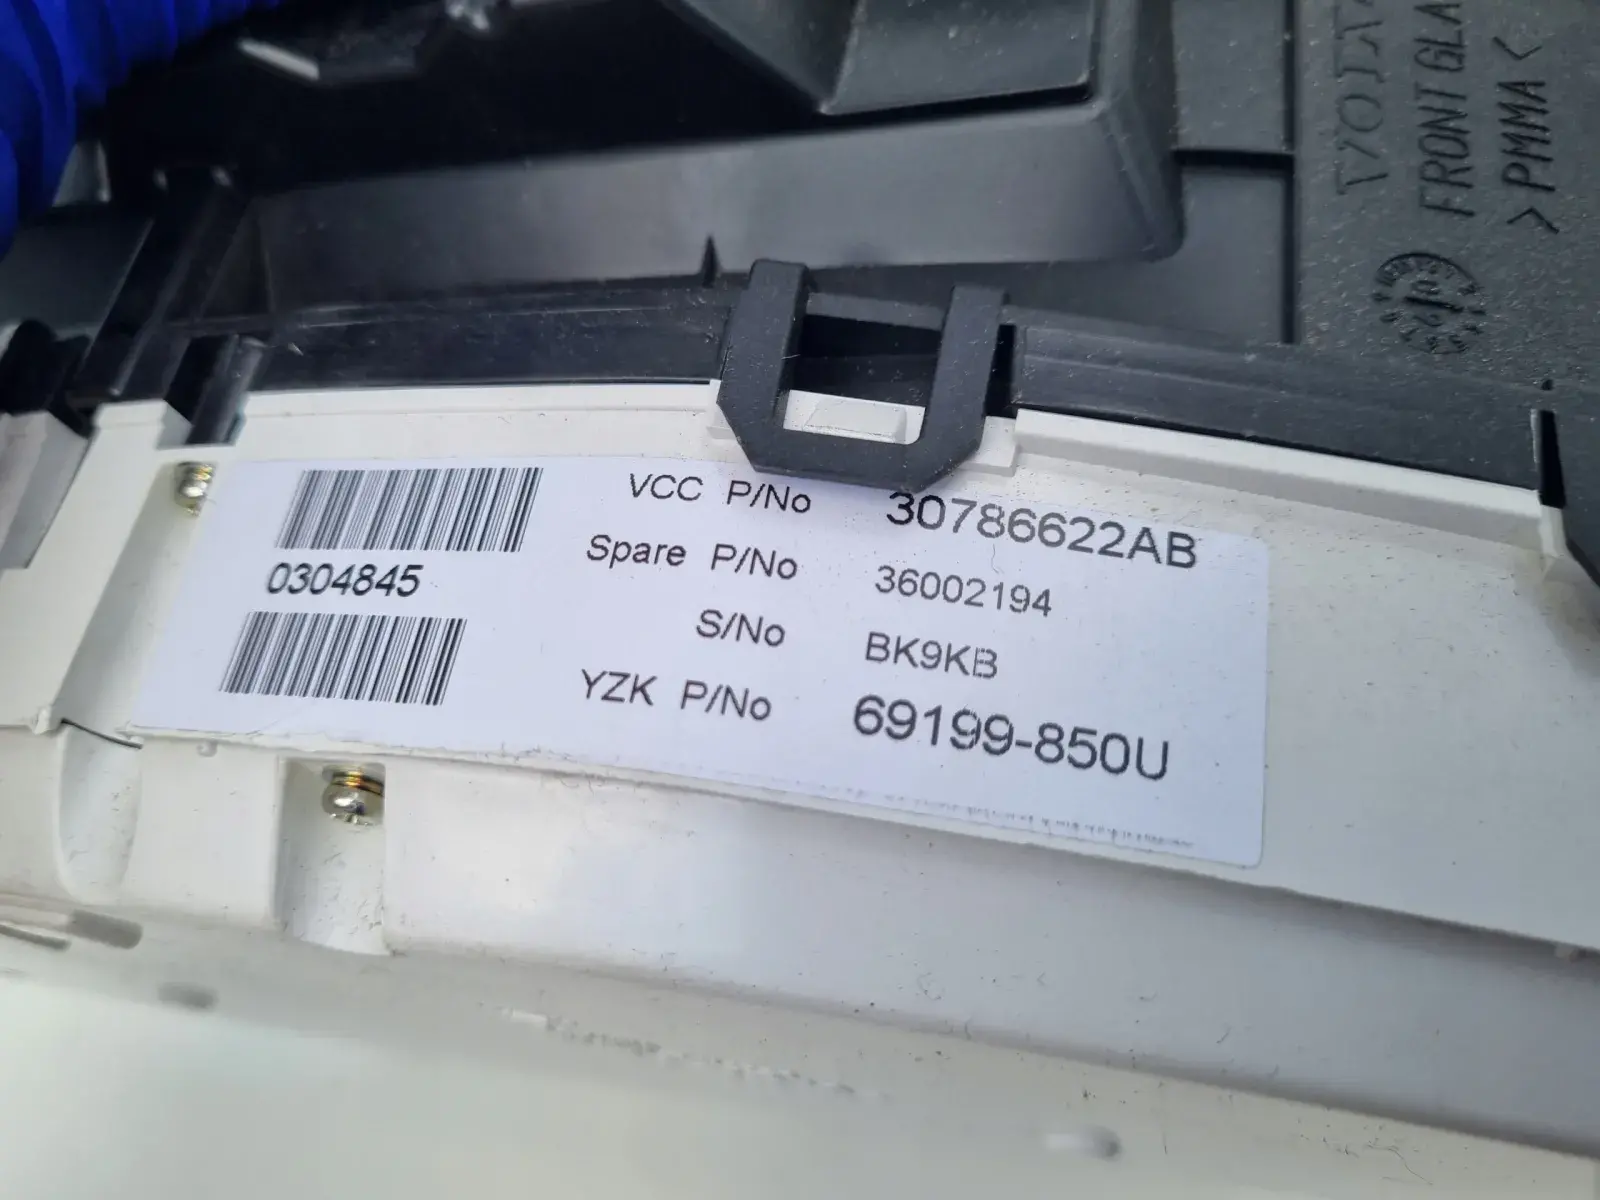 FRONT GLA
>PMMA<
VCC P/No 30786622AB
Spare P/No 36002194
0304845
S/No BK9KB
YZK P/No 69199-850U